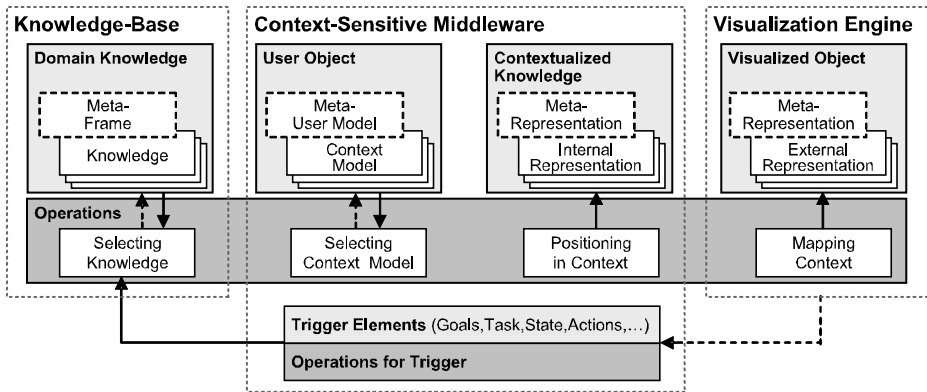 Knowledge-Base
Context-Sensitive Middleware
Visualization Engine
Domain Knowledge
Meta-
Frame
Knowledge
User Object
Meta-
User Model
Context
Model
Contextualized
Knowledge
Meta-
Representation
Internal
Representation
Visualized Object
Meta-
Representation
External
Representation
Operations
Selecting
Knowledge
Selecting
Context Model
Positioning
in Context
Mapping
Context
Trigger Elements (Goals,Task,State,Actions,...)
Operations for Trigger